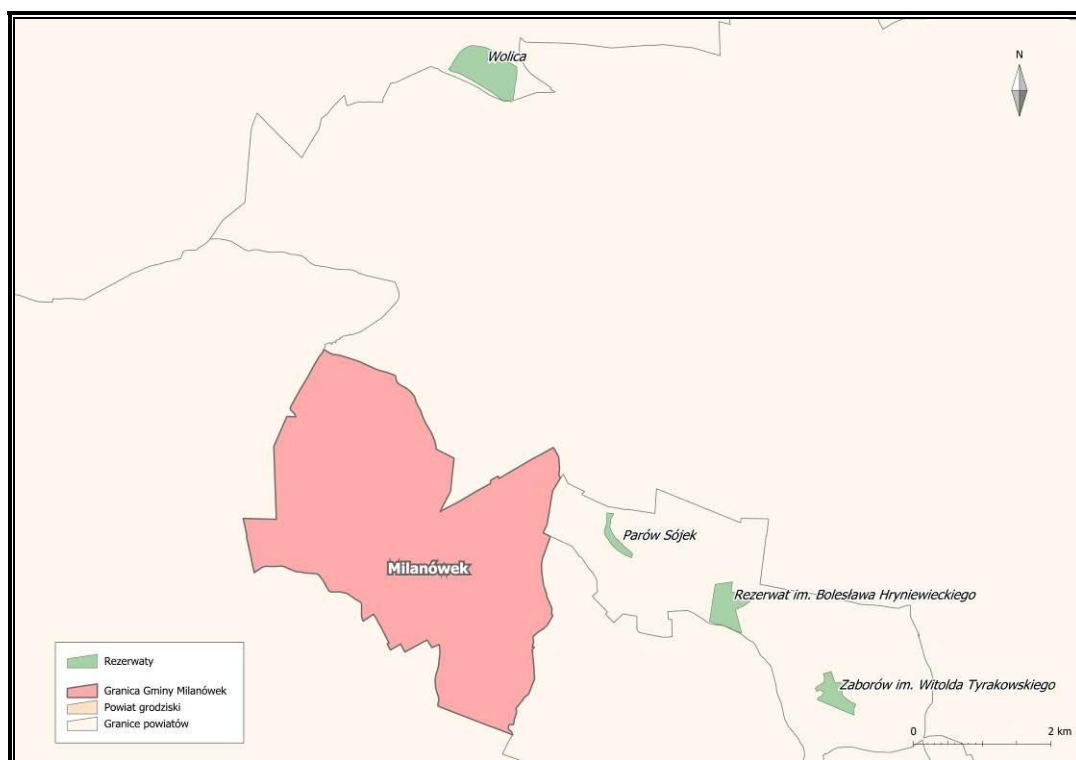 Wolica
N
Parów Sójek
Milanówek
Rezerwat im. Bolesława Hryniewieckiego
Zaborów im. Witolda Tyrakowskiego
Rezerwaty
Granica Gminy Milanówek
Powiat grodziski
Granice powiatów
0 2 km